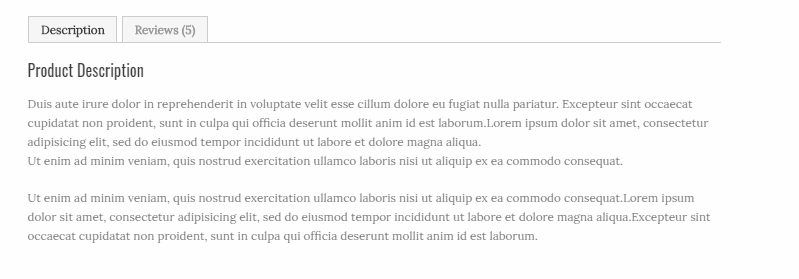 Description
Reviews (5)
Product Description
Duis aute irure dolor in reprehenderit in voluptate velit esse cillum dolore eu fugiat nulla pariatur. Excepteur sint occaecat
cupidatat non proident, sunt in culpa qui officia deserunt mollit anim id est laborum.Lorem ipsum dolor sit amet, consectetur
adipisicing elit, sed do eiusmod tempor incididunt ut labore et dolore magna aliqua.
Ut enim ad minim veniam, quis nostrud exercitation ullamco laboris nisi ut aliquip ex ea commodo consequat.
Ut enim ad minim veniam, quis nostrud exercitation ullamco laboris nisi ut aliquip ex ea commodo consequat.Lorem ipsum
dolor sit amet, consectetur adipisicing elit, sed do eiusmod tempor incididunt ut labore et dolore magna aliqua.Excepteur sint
occaecat cupidatat non proident, sunt in culpa qui officia deserunt mollit anim id est laborum.